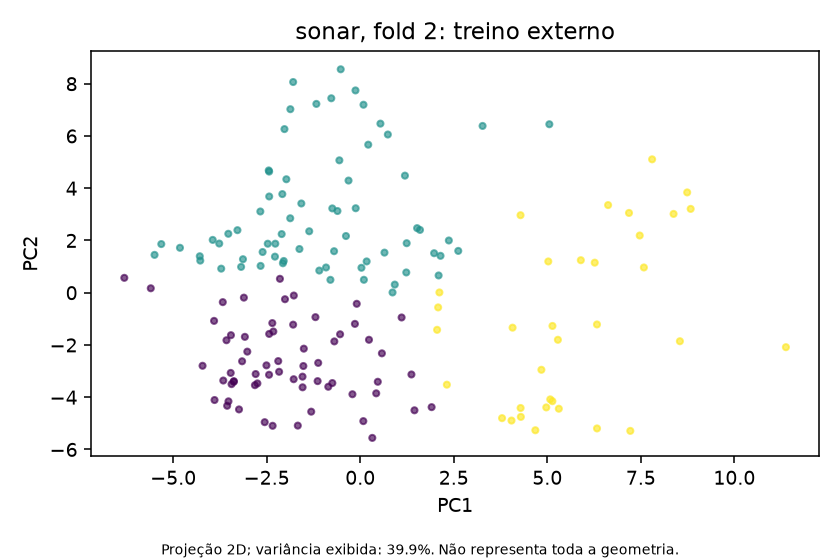 sonar, fold 2: treino externo
8
6
4
2
0
−2
−4
−6
PC2
−5.0 −2.5 0.0 2.5 5.0 7.5 10.0
PC1
Projeção 2D; variância exibida: 39.9%. Não representa toda a geometria.